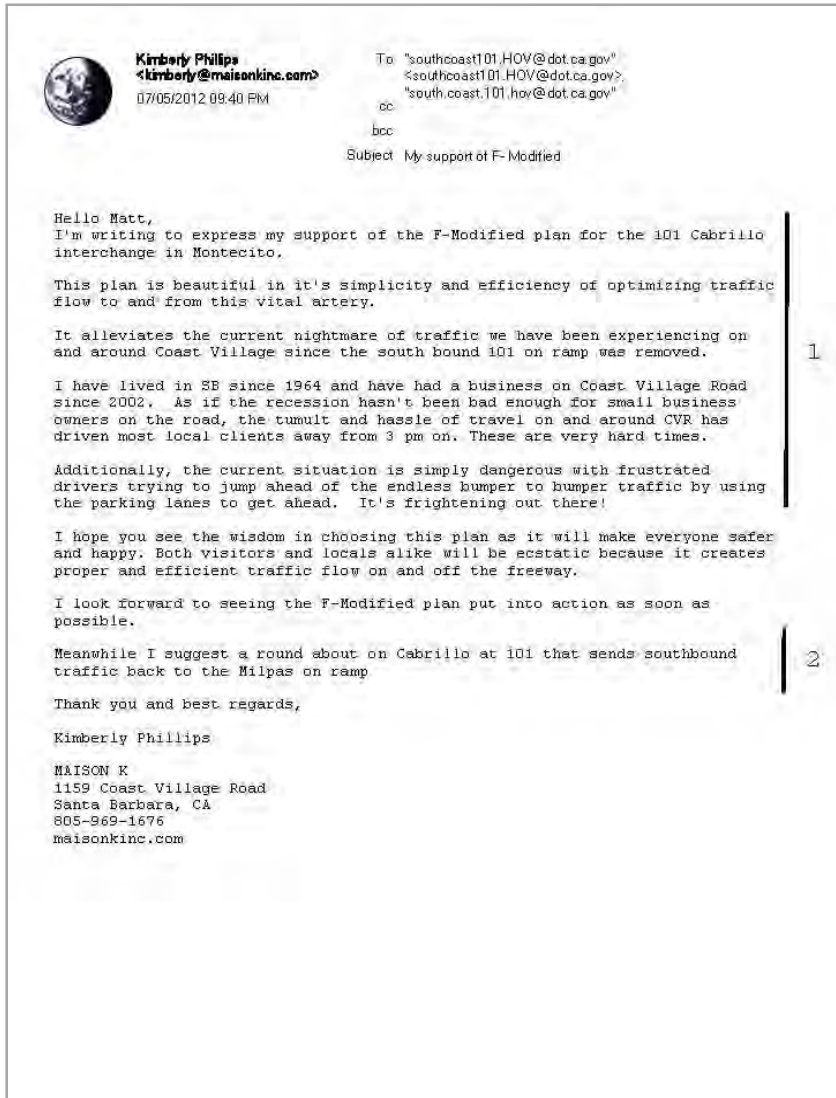 Kimberly Phillips
<kimberly@maisonkinc.com>
07/05/2012 09:40 PM
To "southcoast101.HOV@dot.ca.gov"
<southcoast101.HOV@dot.ca.gov>,
"south.coast.101.hov@dot.ca.gov"
cc
bcc
Subject My support of F- Modified
Hello Matt,
I'm writing to express my support of the F-Modified plan for the 101 Cabrillo
interchange in Montecito.
This plan is beautiful in it's simplicity and efficiency of optimizing traffic
flow to and from this vital artery.
It alleviates the current nightmare of traffic we have been experiencing on
and around Coast Village since the south bound 101 on ramp was removed.
1
I have lived in SB since 1964 and have had a business on Coast Village Road
since 2002.  As if the recession hasn't been bad enough for small business
owners on the road, the tumult and hassle of travel on and around CVR has
driven most local clients away from 3 pm on. These are very hard times.
Additionally, the current situation is simply dangerous with frustrated
drivers trying to jump ahead of the endless bumper to bumper traffic by using
the parking lanes to get ahead.  It's frightening out there!
I hope you see the wisdom in choosing this plan as it will make everyone safer
and happy. Both visitors and locals alike will be ecstatic because it creates
proper and efficient traffic flow on and off the freeway.
I look forward to seeing the F-Modified plan put into action as soon as
possible.
Meanwhile I suggest a round about on Cabrillo at 101 that sends southbound
traffic back to the Milpas on ramp
2
Thank you and best regards,
Kimberly Phillips
MAISON K
1159 Coast Village Road
Santa Barbara, CA
805-969-1676
maisonkinc.com